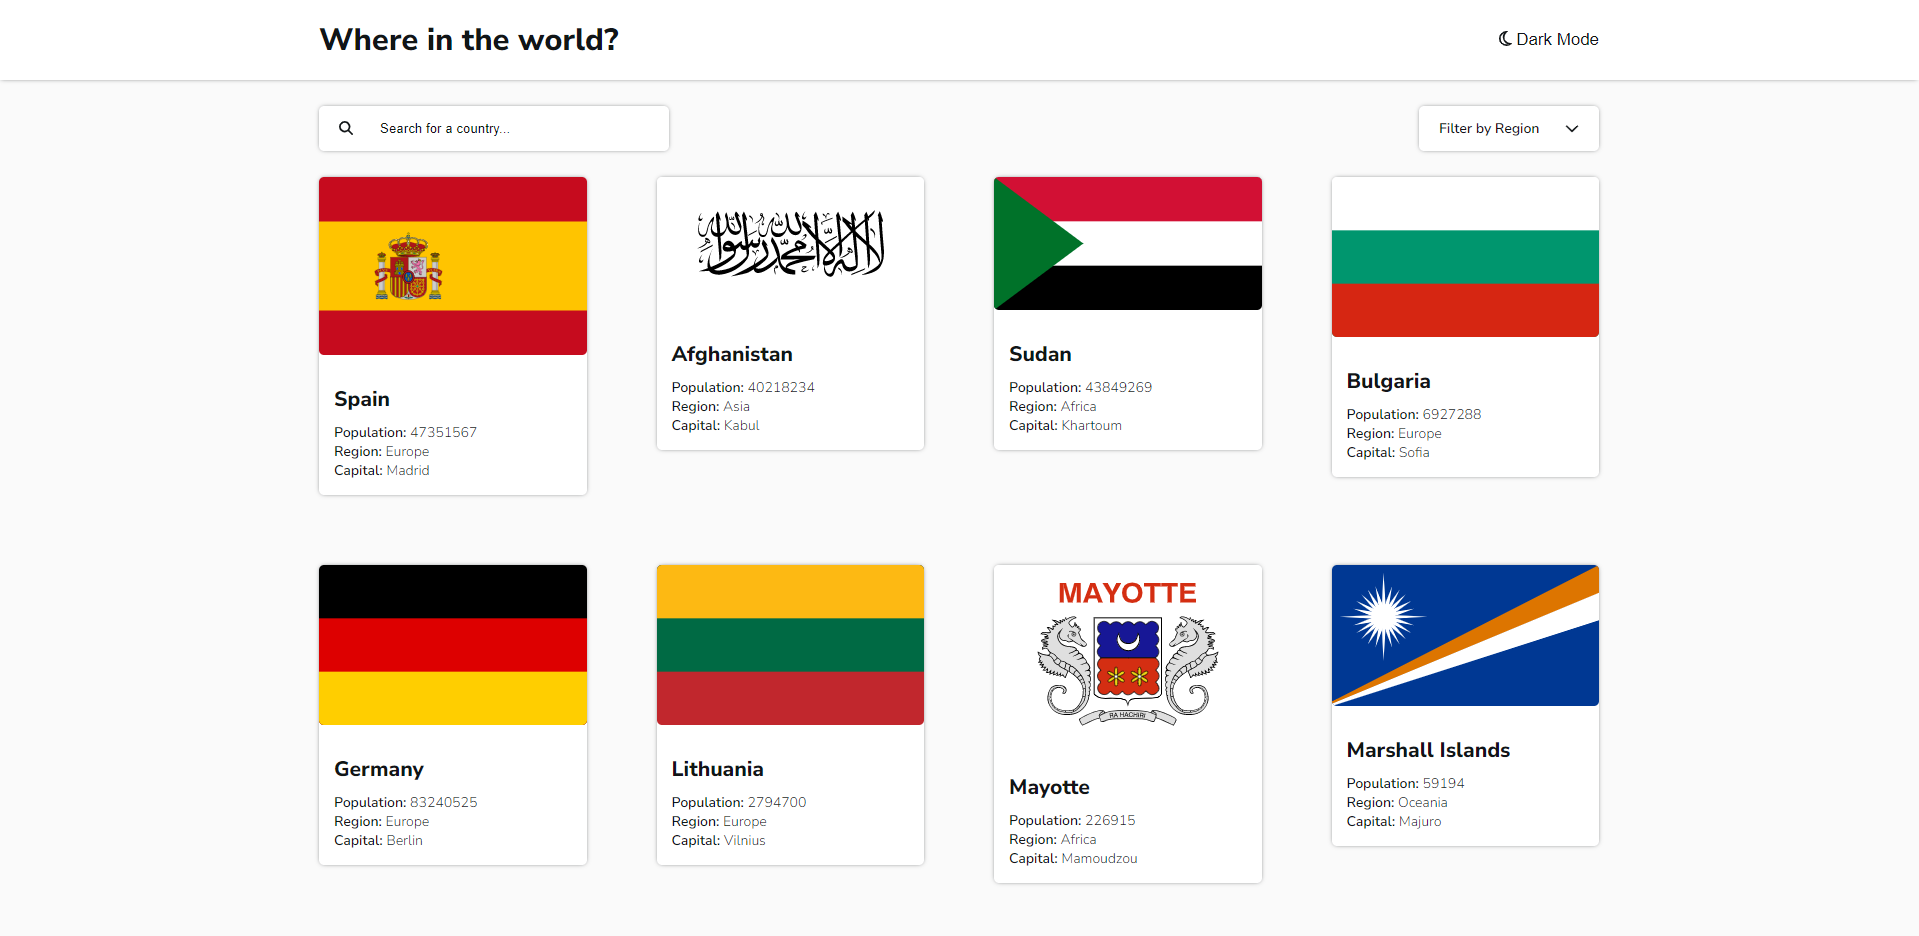 Where in the world?
Dark Mode
Search for a country...
Filter by Region
Spain
Population: 47351567
Region: Europe
Capital: Madrid
لا إله إلا الله محمد رسول الله
Afghanistan
Population: 40218234
Region: Asia
Capital: Kabul
Sudan
Population: 43849269
Region: Africa
Capital: Khartoum
Bulgaria
Population: 6927288
Region: Europe
Capital: Sofia
Germany
Population: 83240525
Region: Europe
Capital: Berlin
Lithuania
Population: 2794700
Region: Europe
Capital: Vilnius
MAYOTTE
RA HACHIRI
Mayotte
Population: 226915
Region: Africa
Capital: Mamoudzou
Marshall Islands
Population: 59194
Region: Oceania
Capital: Majuro